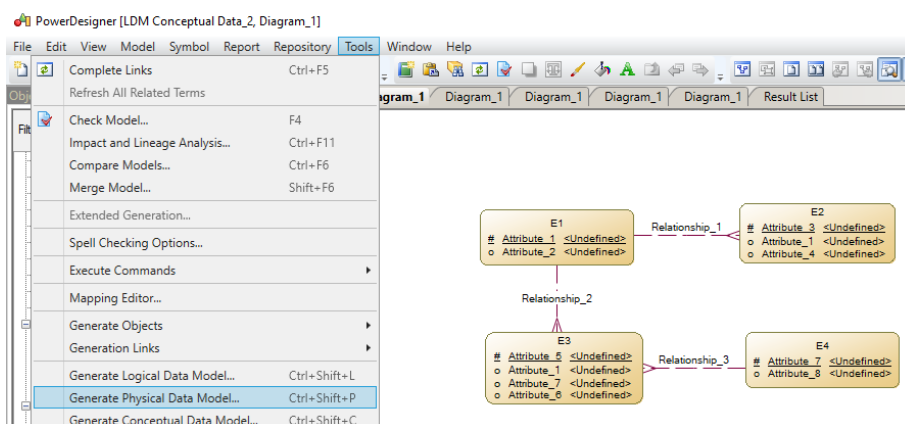 PowerDesigner [LDM Conceptual Data_2, Diagram_1]
File Edit View Model Symbol Report Repository Tools Window Help
Complete Links Ctrl+F5
Refresh All Related Terms
Check Model... F4
Impact and Lineage Analysis... Ctrl+F11
Compare Models... Ctrl+F6
Merge Model... Shift+F6
Extended Generation...
Spell Checking Options...
Execute Commands
Mapping Editor...
Generate Objects
Generation Links
Generate Logical Data Model... Ctrl+Shift+L
Generate Physical Data Model... Ctrl+Shift+P
Generate Conceptual Data Model... Ctrl+Shift+C
Obj
Filt
agram_1 Diagram_1 Diagram_1 Diagram_1 Diagram_1 Result List
E1
# Attribute_1 <Undefined>
o Attribute_2 <Undefined>
Relationship_1
E2
# Attribute_3 <Undefined>
o Attribute_1 <Undefined>
o Attribute_4 <Undefined>
Relationship_2
E3
# Attribute_5 <Undefined>
o Attribute_1 <Undefined>
o Attribute_7 <Undefined>
o Attribute_6 <Undefined>
Relationship_3
E4
# Attribute_7 <Undefined>
o Attribute_8 <Undefined>